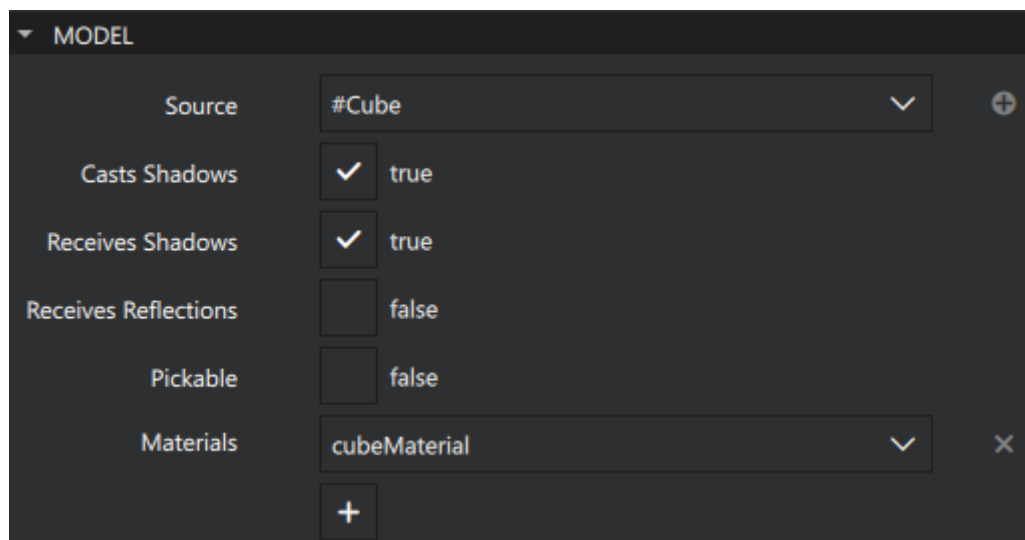 MODEL
Source #Cube
Casts Shadows true
Receives Shadows true
Receives Reflections false
Pickable false
Materials cubeMaterial